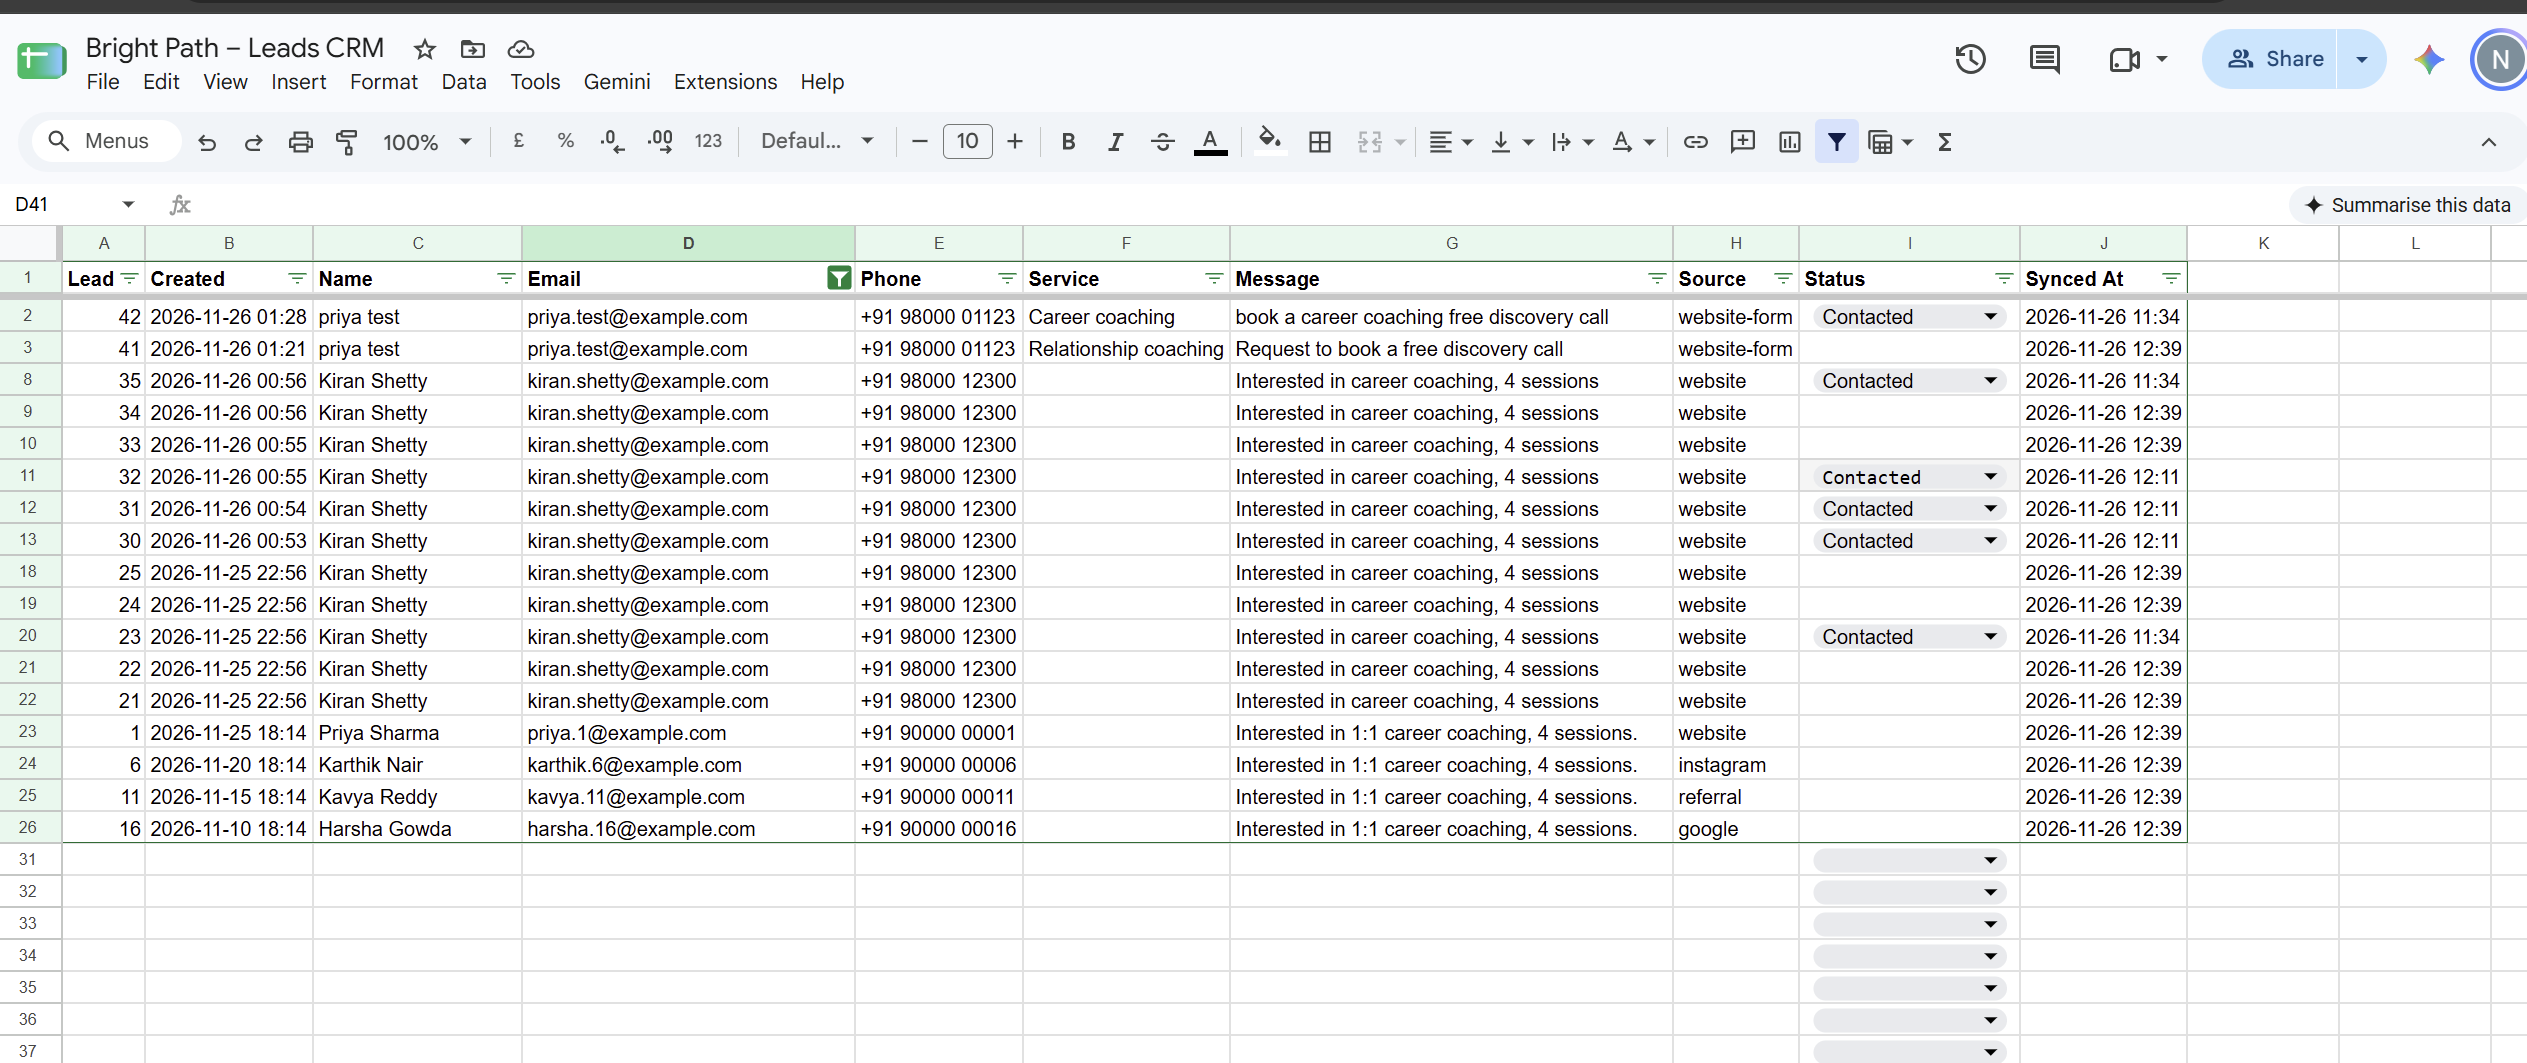 Bright Path – Leads CRM
File Edit View Insert Format Data Tools Gemini Extensions Help
Share
N
Menus 100% £ % .0 .00 123 Defaul... 10 B I A A Σ
D41 fx Summarise this data
A B C D E F G H I J K L
1 Lead Created Name Email Phone Service Message Source Status Synced At
2 42 2026-11-26 01:28 priya test priya.test@example.com +91 98000 01123 Career coaching book a career coaching free discovery call website-form Contacted 2026-11-26 11:34
3 41 2026-11-26 01:21 priya test priya.test@example.com +91 98000 01123 Relationship coaching Request to book a free discovery call website-form 2026-11-26 12:39
8 35 2026-11-26 00:56 Kiran Shetty kiran.shetty@example.com +91 98000 12300 Interested in career coaching, 4 sessions website Contacted 2026-11-26 11:34
9 34 2026-11-26 00:56 Kiran Shetty kiran.shetty@example.com +91 98000 12300 Interested in career coaching, 4 sessions website 2026-11-26 12:39
10 33 2026-11-26 00:55 Kiran Shetty kiran.shetty@example.com +91 98000 12300 Interested in career coaching, 4 sessions website 2026-11-26 12:39
11 32 2026-11-26 00:55 Kiran Shetty kiran.shetty@example.com +91 98000 12300 Interested in career coaching, 4 sessions website Contacted 2026-11-26 12:11
12 31 2026-11-26 00:54 Kiran Shetty kiran.shetty@example.com +91 98000 12300 Interested in career coaching, 4 sessions website Contacted 2026-11-26 12:11
13 30 2026-11-26 00:53 Kiran Shetty kiran.shetty@example.com +91 98000 12300 Interested in career coaching, 4 sessions website Contacted 2026-11-26 12:11
18 25 2026-11-25 22:56 Kiran Shetty kiran.shetty@example.com +91 98000 12300 Interested in career coaching, 4 sessions website 2026-11-26 12:39
19 24 2026-11-25 22:56 Kiran Shetty kiran.shetty@example.com +91 98000 12300 Interested in career coaching, 4 sessions website 2026-11-26 12:39
20 23 2026-11-25 22:56 Kiran Shetty kiran.shetty@example.com +91 98000 12300 Interested in career coaching, 4 sessions website Contacted 2026-11-26 11:34
21 22 2026-11-25 22:56 Kiran Shetty kiran.shetty@example.com +91 98000 12300 Interested in career coaching, 4 sessions website 2026-11-26 12:39
22 21 2026-11-25 22:56 Kiran Shetty kiran.shetty@example.com +91 98000 12300 Interested in career coaching, 4 sessions website 2026-11-26 12:39
23 1 2026-11-25 18:14 Priya Sharma priya.1@example.com +91 90000 00001 Interested in 1:1 career coaching, 4 sessions. website 2026-11-26 12:39
24 6 2026-11-20 18:14 Karthik Nair karthik.6@example.com +91 90000 00006 Interested in 1:1 career coaching, 4 sessions. instagram 2026-11-26 12:39
25 11 2026-11-15 18:14 Kavya Reddy kavya.11@example.com +91 90000 00011 Interested in 1:1 career coaching, 4 sessions. referral 2026-11-26 12:39
26 16 2026-11-10 18:14 Harsha Gowda harsha.16@example.com +91 90000 00016 Interested in 1:1 career coaching, 4 sessions. google 2026-11-26 12:39
31
32
33
34
35
36
37